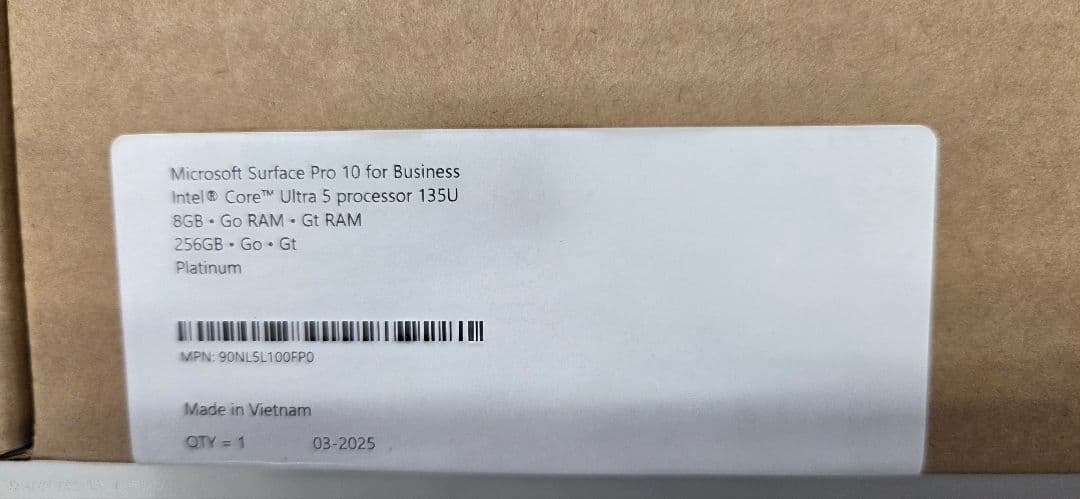 Microsoft Surface Pro 10 for Business
Intel® Core™ Ultra 5 processor 135U
8GB • Go RAM • Gt RAM
256GB • Go • Gt
Platinum
MPN: 90NL5L100FP0
Made in Vietnam
QTY = 1 03-2025